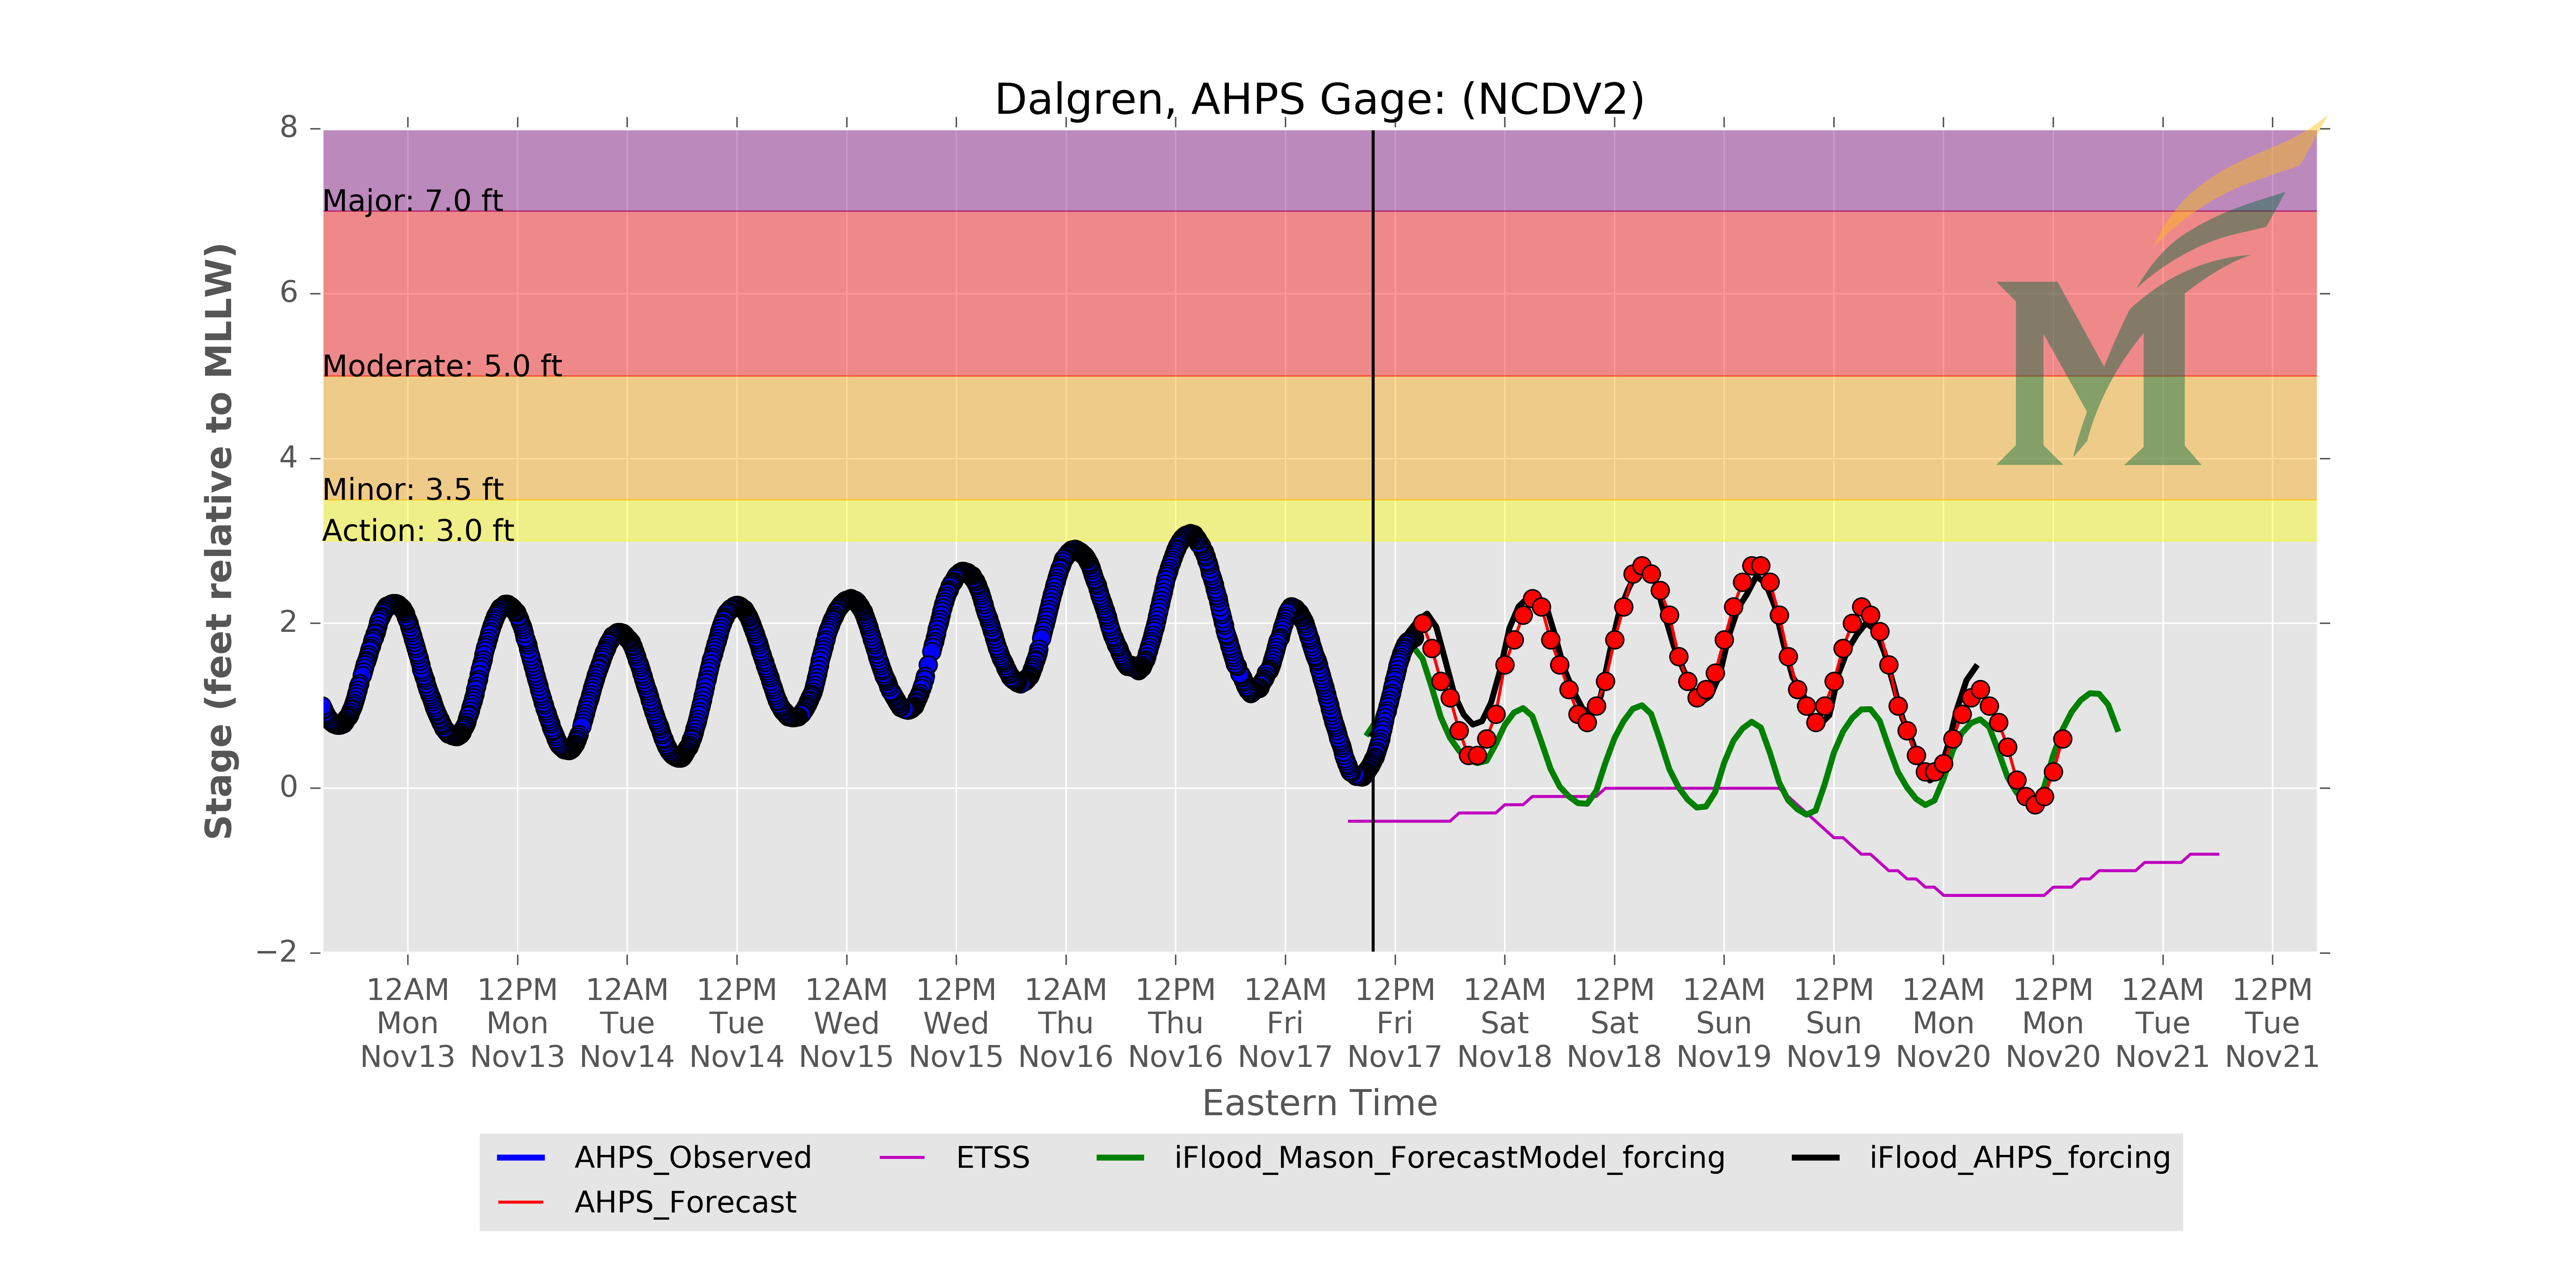 Dalgren, AHPS Gage: (NCDV2)
8
6
4
2
0
−2
Stage (feet relative to MLLW)
Major: 7.0 ft
Moderate: 5.0 ft
Minor: 3.5 ft
Action: 3.0 ft
M
12AM 12PM 12AM 12PM 12AM 12PM 12AM 12PM 12AM 12PM 12AM 12PM 12AM 12PM 12AM 12PM 12AM 12PM
Mon Mon Tue Tue Wed Wed Thu Thu Fri Fri Sat Sat Sun Sun Mon Mon Tue Tue
Nov13 Nov13 Nov14 Nov14 Nov15 Nov15 Nov16 Nov16 Nov17 Nov17 Nov18 Nov18 Nov19 Nov19 Nov20 Nov20 Nov21 Nov21
Eastern Time
AHPS_Observed ETSS iFlood_Mason_ForecastModel_forcing iFlood_AHPS_forcing
AHPS_Forecast